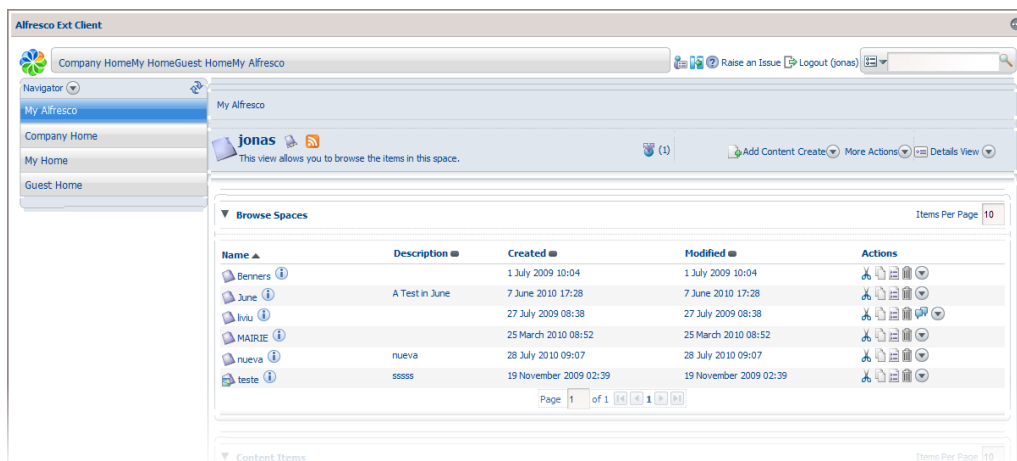 Alfresco Ext Client
Company HomeMy HomeGuest HomeMy Alfresco
Raise an Issue Logout (jonas)
Navigator
My Alfresco
Company Home
My Home
Guest Home
My Alfresco
jonas
This view allows you to browse the items in this space.
(1)
Add Content Create More Actions Details View
Browse Spaces Items Per Page 10
Name Description Created Modified Actions
Benners 1 July 2009 10:04 1 July 2009 10:04
June A Test in June 7 June 2010 17:28 7 June 2010 17:28
liviu 27 July 2009 08:38 27 July 2009 08:38
MAIRIE 25 March 2010 08:52 25 March 2010 08:52
nueva nueva 28 July 2010 09:07 28 July 2010 09:07
teste sssss 19 November 2009 02:39 19 November 2009 02:39
Page 1 of 1 1
Content Items Items Per Page 10